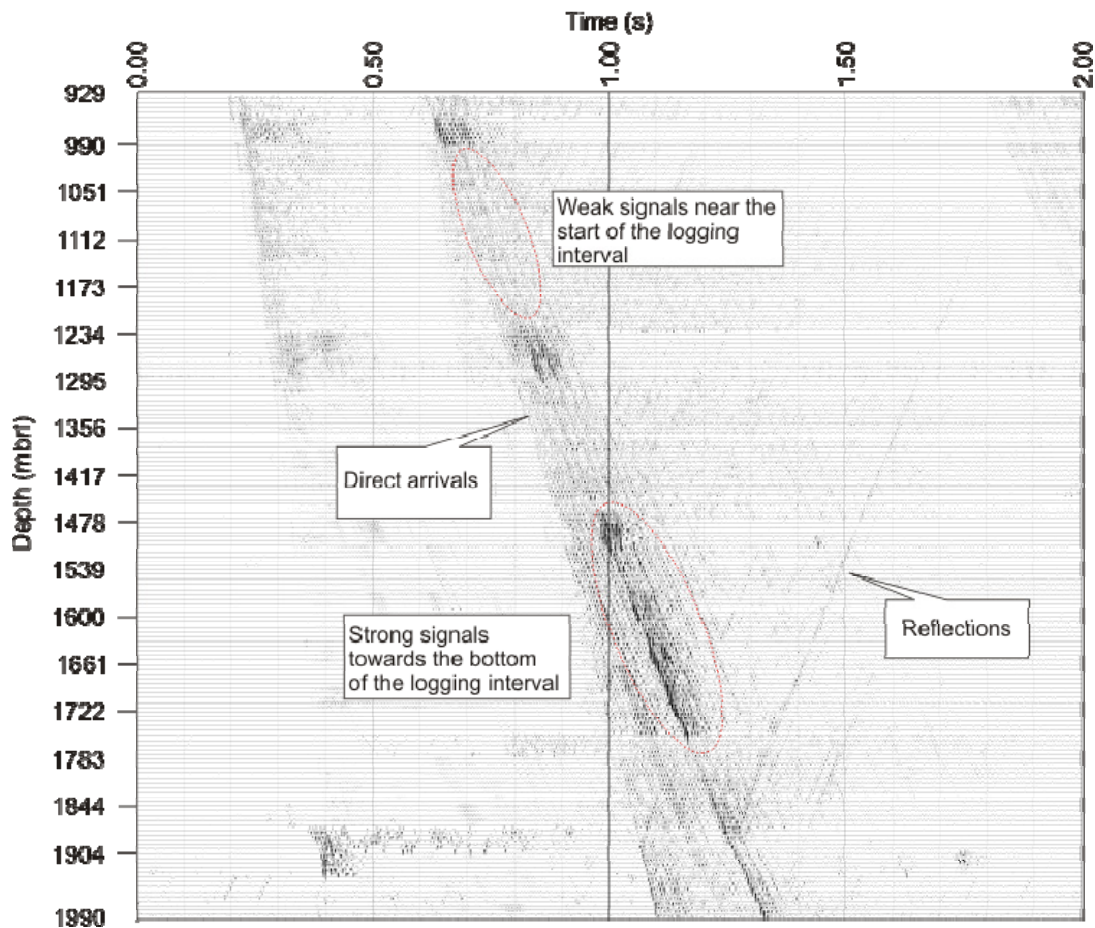 Time (s)
0.00
0.50
1.00
1.50
2.00
Depth (mbrf)
929
990
1051
1112
1173
1234
1295
1356
1417
1478
1539
1600
1661
1722
1783
1844
1904
1990
Weak signals near the
start of the logging
interval
Direct arrivals
Strong signals
towards the bottom
of the logging interval
Reflections